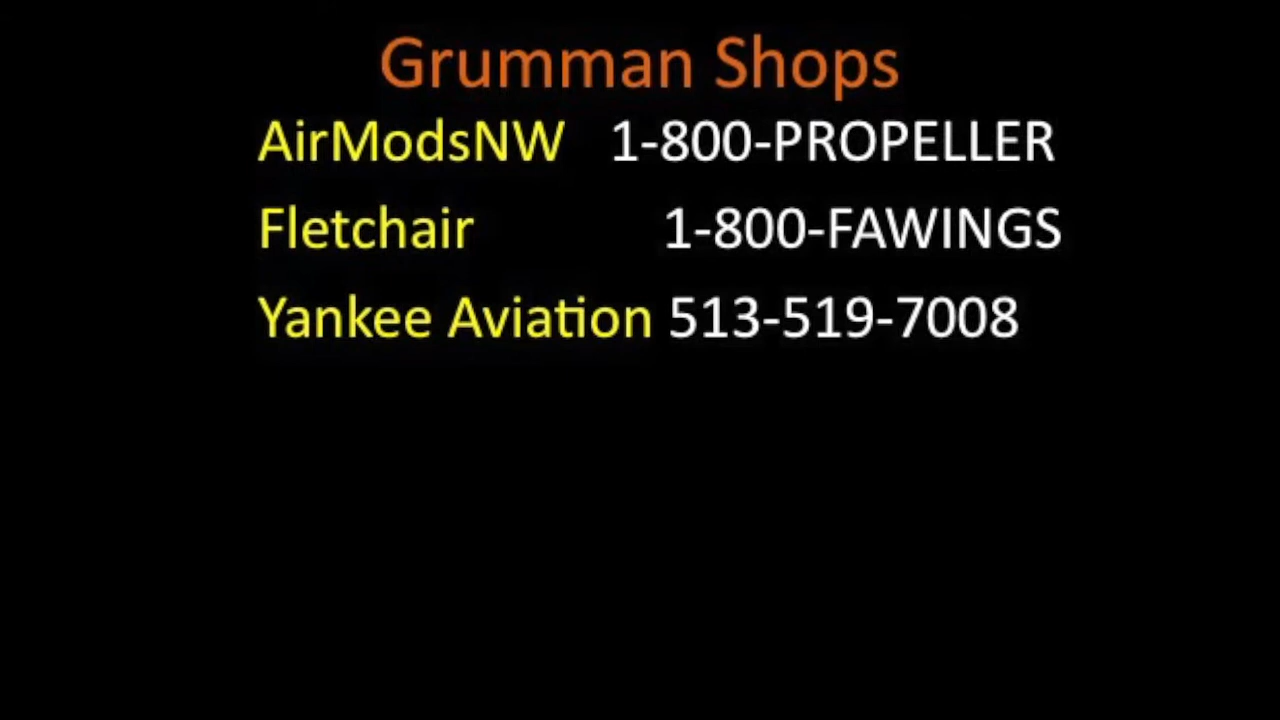 Grumman Shops
AirModsNW 1-800-PROPELLER
Fletchair 1-800-FAWINGS
Yankee Aviation 513-519-7008